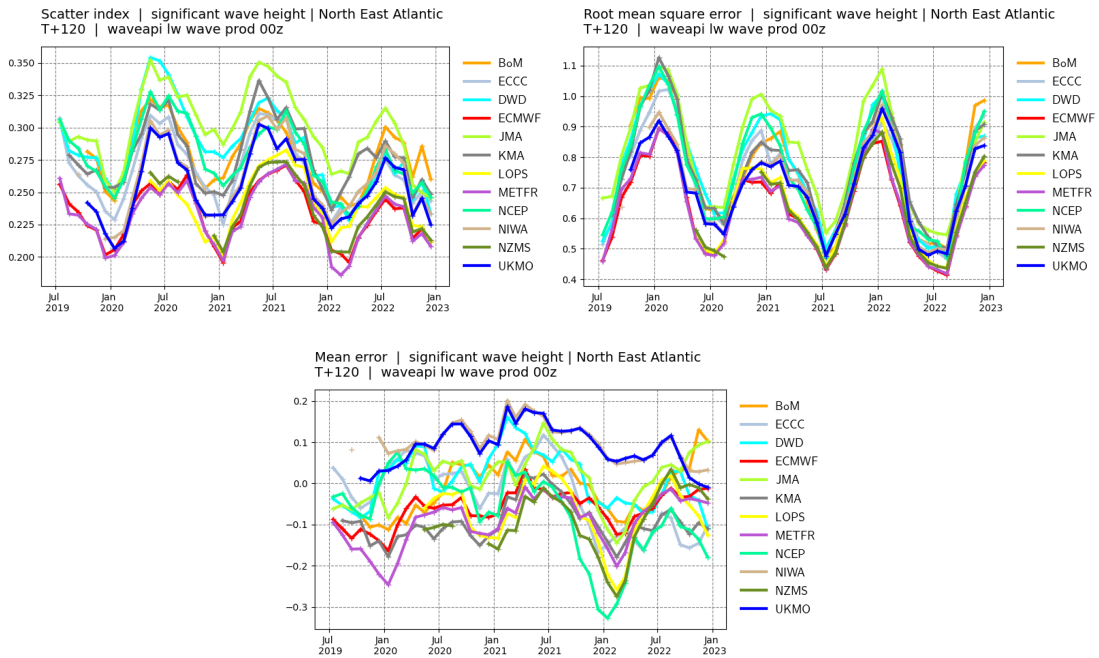 Scatter index | significant wave height | North East Atlantic
T+120 | waveapi lw wave prod 00z
0.350
0.325
0.300
0.275
0.250
0.225
0.200
Jul 2019
Jan 2020
Jul 2020
Jan 2021
Jul 2021
Jan 2022
Jul 2022
Jan 2023
BoM
ECCC
DWD
ECMWF
JMA
KMA
LOPS
METFR
NCEP
NIWA
NZMS
UKMO
Root mean square error | significant wave height | North East Atlantic
T+120 | waveapi lw wave prod 00z
1.1
1.0
0.9
0.8
0.7
0.6
0.5
0.4
Jul 2019
Jan 2020
Jul 2020
Jan 2021
Jul 2021
Jan 2022
Jul 2022
Jan 2023
BoM
ECCC
DWD
ECMWF
JMA
KMA
LOPS
METFR
NCEP
NIWA
NZMS
UKMO
Mean error | significant wave height | North East Atlantic
T+120 | waveapi lw wave prod 00z
0.2
0.1
0.0
−0.1
−0.2
−0.3
Jul 2019
Jan 2020
Jul 2020
Jan 2021
Jul 2021
Jan 2022
Jul 2022
Jan 2023
BoM
ECCC
DWD
ECMWF
JMA
KMA
LOPS
METFR
NCEP
NIWA
NZMS
UKMO